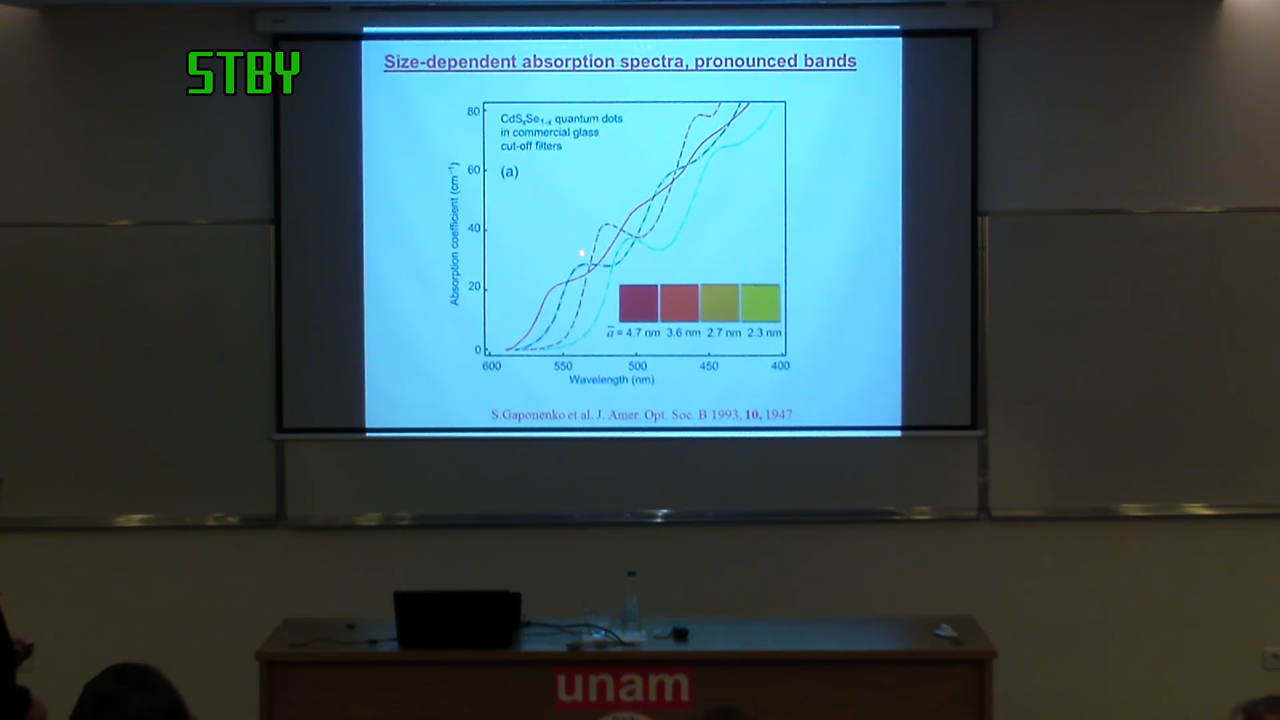 STBY
Size-dependent absorption spectra, pronounced bands
80
60
40
20
0
Absorption coefficient (cm⁻¹)
CdSₓSe₁₋ₓ quantum dots
in commercial glass
cut-off filters
(a)
a̅ = 4.7 nm 3.6 nm 2.7 nm 2.3 nm
600 550 500 450 400
Wavelength (nm)
S.Gaponenko et al. J. Amer. Opt. Soc. B 1993, 10, 1947
unam